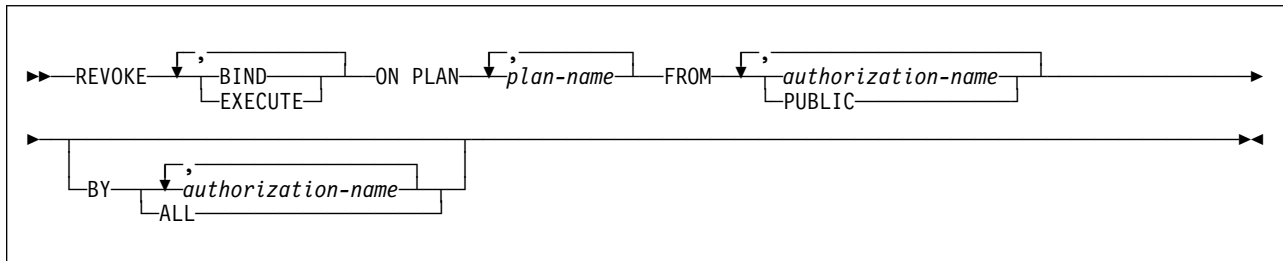 , , ,
REVOKE BIND ON PLAN plan-name FROM authorization-name
EXECUTE PUBLIC
,
BY authorization-name
ALL